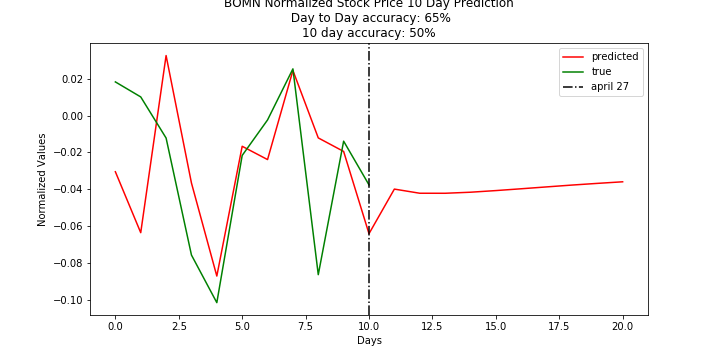 BOMN Normalized Stock Price 10 Day Prediction
Day to Day accuracy: 65%
10 day accuracy: 50%
predicted
true
april 27
Normalized Values
0.02
0.00
−0.02
−0.04
−0.06
−0.08
−0.10
0.0 2.5 5.0 7.5 10.0 12.5 15.0 17.5 20.0
Days